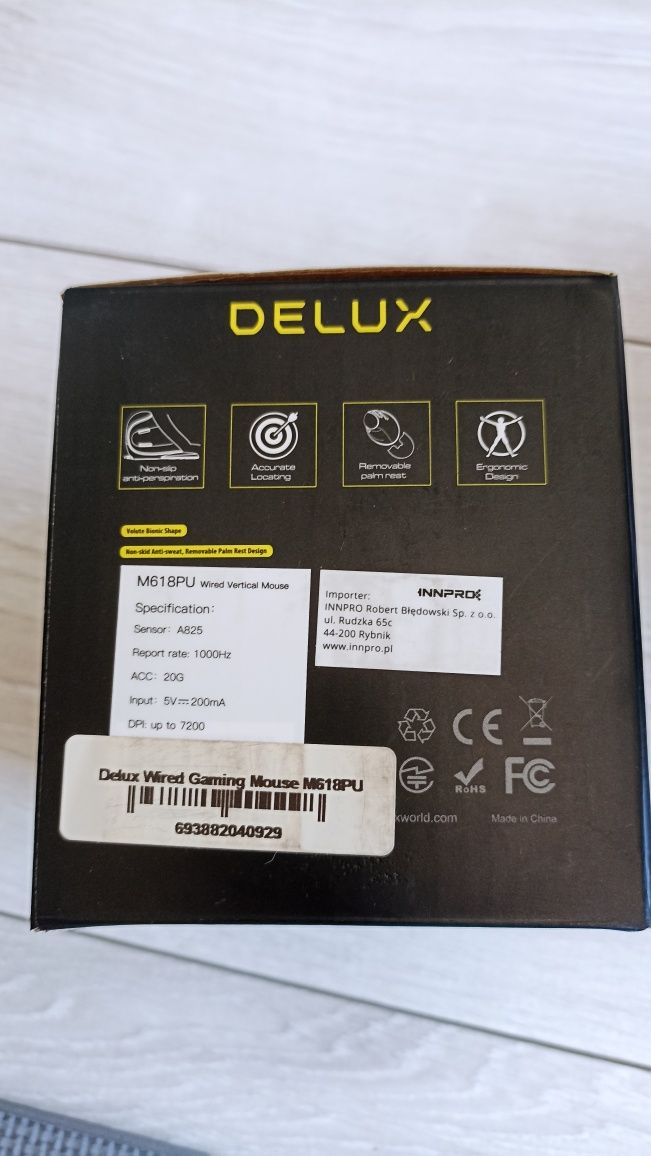 DELUX
Non-slip
anti-perspiration
Accurate
Locating
Removable
palm rest
Ergonomic
Design
Volute Bionic Shape
Non-skid Anti-sweat, Removable Palm Rest Design
M618PU Wired Vertical Mouse
Specification:
Sensor: A825
Report rate: 1000Hz
ACC: 20G
Input: 5V⎓200mA
DPI: up to 7200
Importer: INNPRO
INNPRO Robert Błędowski Sp. z o.o.
ul. Rudzka 65c
44-200 Rybnik
www.innpro.pl
CE
RoHS
FC
xworld.com Made in China
Delux Wired Gaming Mouse M618PU
693882040929